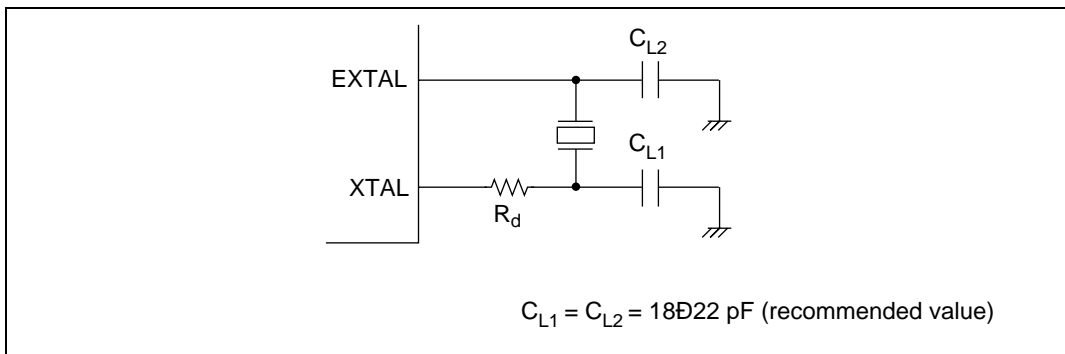 C_L2
EXTAL
C_L1
XTAL
R_d
C_L1 = C_L2 = 18Ð22 pF (recommended value)